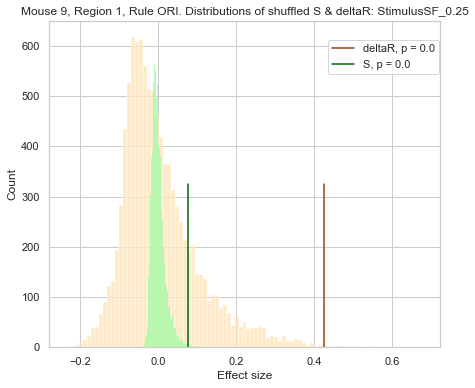 Mouse 9, Region 1, Rule ORI. Distributions of shuffled S & deltaR: StimulusSF_0.25
deltaR, p = 0.0
S, p = 0.0
600
500
400
300
200
100
0
Count
-0.2 0.0 0.2 0.4 0.6
Effect size